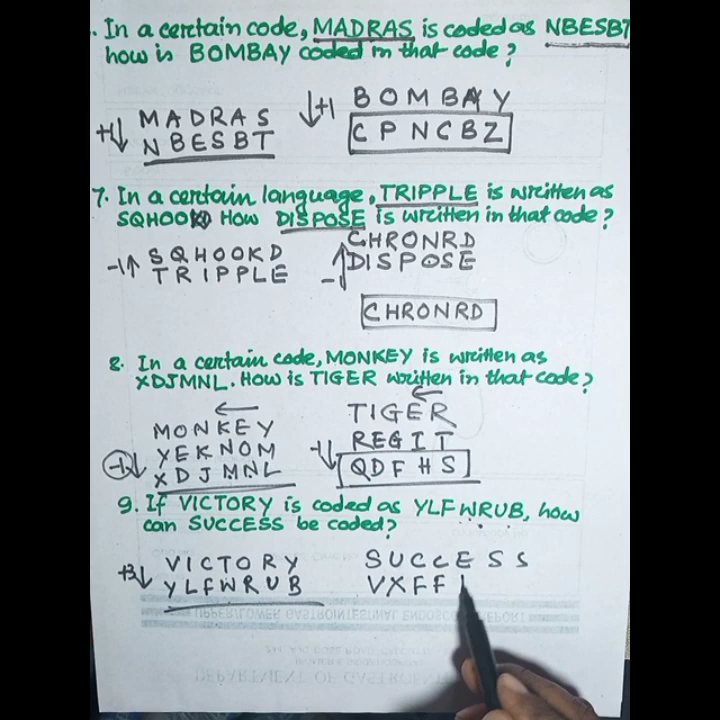 . In a certain code, MADRAS is coded as NBESBT
how is BOMBAY coded in that code?
MADRAS
+1↓ NBESBT
BOMBAY
↓+1 CPNCBZ
7. In a certain language, TRIPPLE is written as
SQHOOKD How DISPOSE is written in that code?
SQHOOKD
-1↑ TRIPPLE
CHRONRD
-1↑ DISPOSE
CHRONRD
8. In a certain code, MONKEY is written as
XDJMNL. How is TIGER written in that code?
←
MONKEY
YEKNOM
-1↓ XDJMNL
←
TIGER
REGIT
-1↓ QDFHS
9. If VICTORY is coded as YLFWRUB, how
can SUCCESS be coded?
VICTORY
+3↓ YLFWRUB
SUCCESS
VXFF